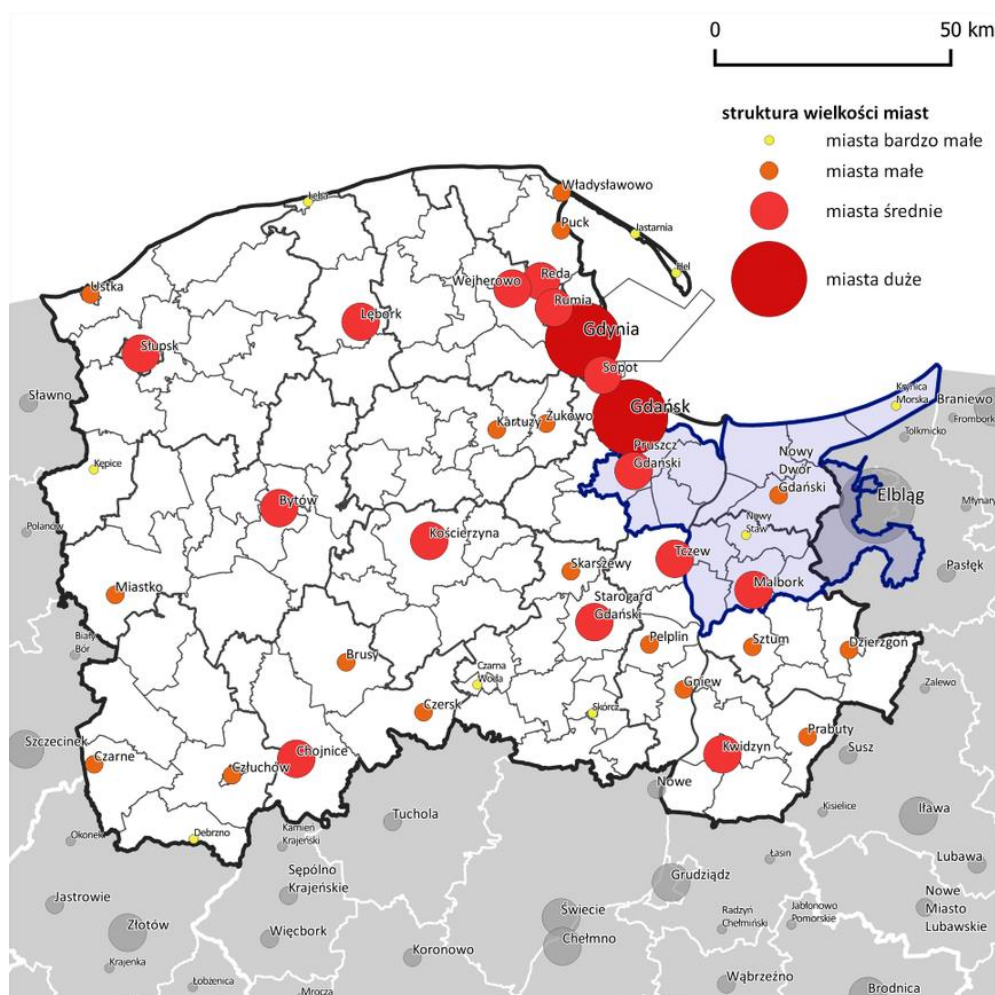 0 50 km
struktura wielkości miast
miasta bardzo małe
miasta małe
miasta średnie
miasta duże
Władysławowo
Łeba
Puck
Jastarnia
Hel
Reda
Wejherowo
Ustka
Rumia
Lębork
Gdynia
Słupsk
Sopot
Sławno
Krynica
Morska
Braniewo
Gdańsk
Frombork
Kartuzy
Żukowo
Tolkmicko
Pruszcz
Gdański
Nowy
Dwór
Gdański
Kępice
Elbląg
Bytów
Młynary
Nowy
Staw
Polanów
Kościerzyna
Tczew
Pasłęk
Skarszewy
Malbork
Miastko
Starogard
Gdański
Biały
Bór
Pelplin
Sztum
Dzierzgoń
Brusy
Czarna
Woda
Gniew
Zalewo
Czersk
Skórcz
Szczecinek
Czarne
Chojnice
Prabuty
Kwidzyn
Susz
Człuchów
Nowe
Kisielice
Iława
Tuchola
Debrzno
Okonek
Kamień
Krajeński
Łasin
Lubawa
Sępólno
Krajeńskie
Grudziądz
Jastrowie
Nowe
Miasto
Lubawskie
Świecie
Radzyń
Chełmiński
Jabłonowo
Pomorskie
Złotów
Więcbork
Chełmno
Koronowo
Krajenka
Wąbrzeźno
Łobżenica
Mrocza
Brodnica